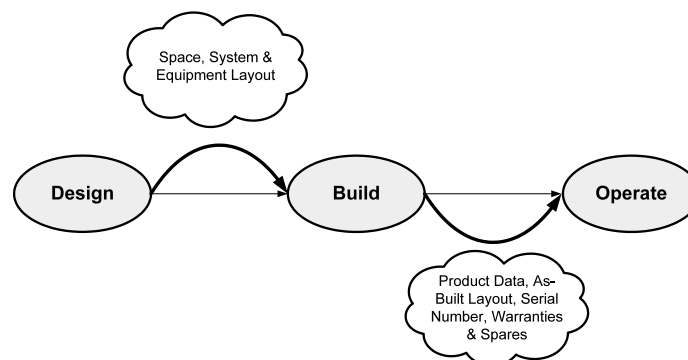 Space, System &
Equipment Layout
Design
Build
Operate
Product Data, As-
Built Layout, Serial
Number, Warranties
& Spares